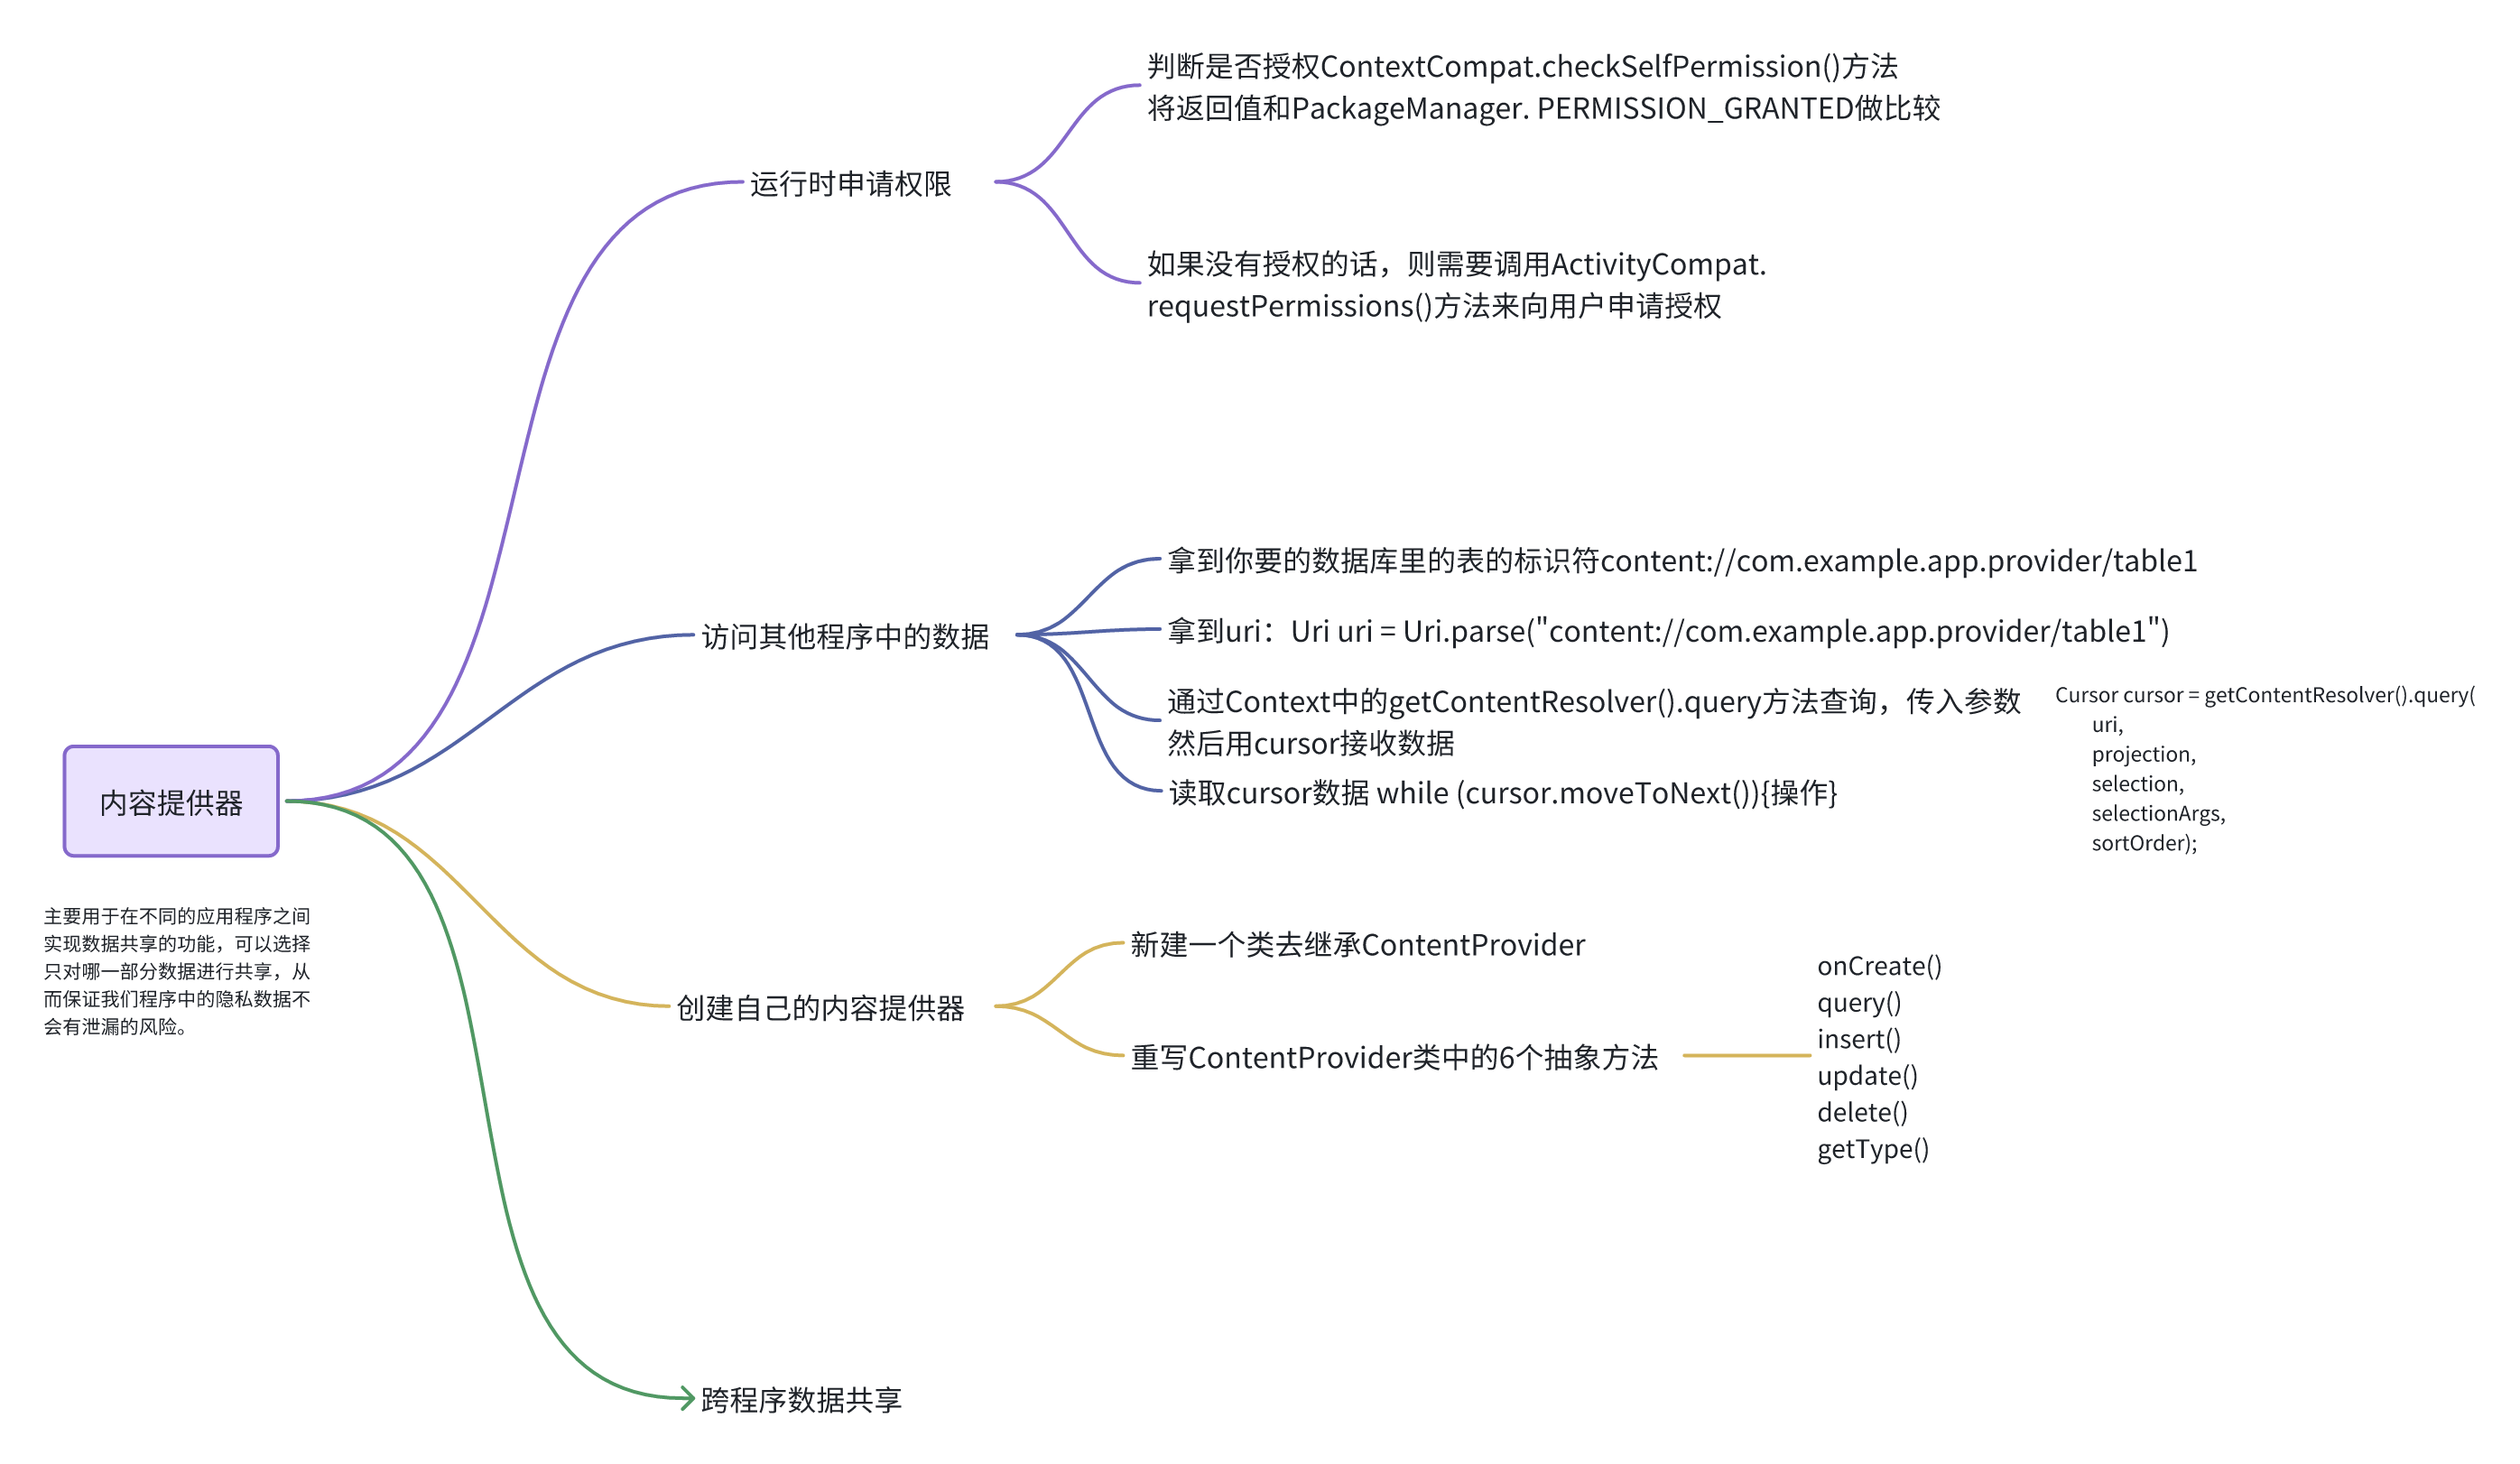 判断是否授权ContextCompat.checkSelfPermission()方法
将返回值和PackageManager. PERMISSION_GRANTED做比较
运行时申请权限
如果没有授权的话，则需要调用ActivityCompat.
requestPermissions()方法来向用户申请授权
拿到你要的数据库里的表的标识符content://com.example.app.provider/table1
访问其他程序中的数据
拿到uri：Uri uri = Uri.parse("content://com.example.app.provider/table1")
通过Context中的getContentResolver().query方法查询，传入参数
然后用cursor接收数据
Cursor cursor = getContentResolver().query(
uri,
projection,
selection,
selectionArgs,
sortOrder);
读取cursor数据 while (cursor.moveToNext()){操作}
内容提供器
主要用于在不同的应用程序之间
实现数据共享的功能，可以选择
只对哪一部分数据进行共享，从
而保证我们程序中的隐私数据不
会有泄漏的风险。
新建一个类去继承ContentProvider
创建自己的内容提供器
重写ContentProvider类中的6个抽象方法
onCreate()
query()
insert()
update()
delete()
getType()
跨程序数据共享